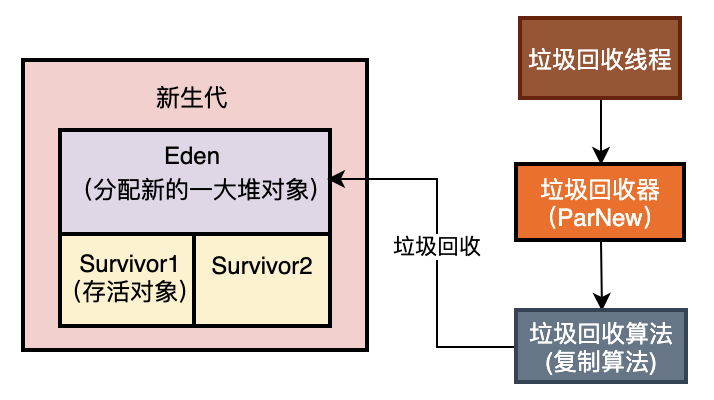 新生代
Eden
（分配新的一大堆对象）
Survivor1
（存活对象）
Survivor2
垃圾回收
垃圾回收线程
垃圾回收器
（ParNew）
垃圾回收算法
(复制算法)